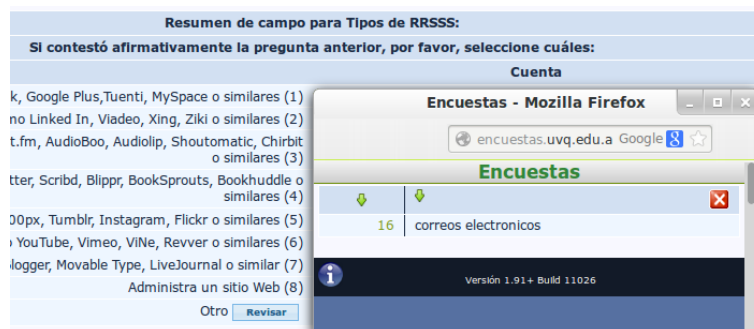 Resumen de campo para Tipos de RRSSS:
Si contestó afirmativamente la pregunta anterior, por favor, seleccione cuáles:
Cuenta
k, Google Plus,Tuenti, MySpace o similares (1)
no Linked In, Viadeo, Xing, Ziki o similares (2)
t.fm, AudioBoo, Audiolip, Shoutomatic, Chirbit
o similares (3)
tter, Scribd, Blippr, BookSprouts, Bookhuddle o
similares (4)
00px, Tumblr, Instagram, Flickr o similares (5)
o YouTube, Vimeo, ViNe, Revver o similares (6)
logger, Movable Type, LiveJournal o similar (7)
Administra un sitio Web (8)
Otro Revisar
Encuestas - Mozilla Firefox
encuestas.uvq.edu.a Google 8
Encuestas
16 correos electronicos
Versión 1.91+ Build 11026